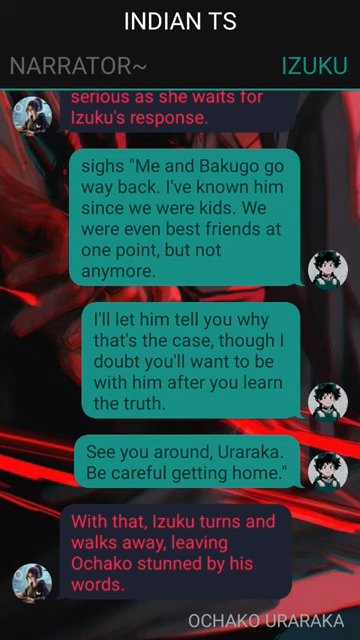 INDIAN TS
NARRATOR~
IZUKU
serious as she waits for
Izuku's response.
sighs "Me and Bakugo go
way back. I've known him
since we were kids. We
were even best friends at
one point, but not
anymore.
I'll let him tell you why
that's the case, though I
doubt you'll want to be
with him after you learn
the truth.
See you around, Uraraka.
Be careful getting home."
With that, Izuku turns and
walks away, leaving
Ochako stunned by his
words.
OCHAKO URARAKA